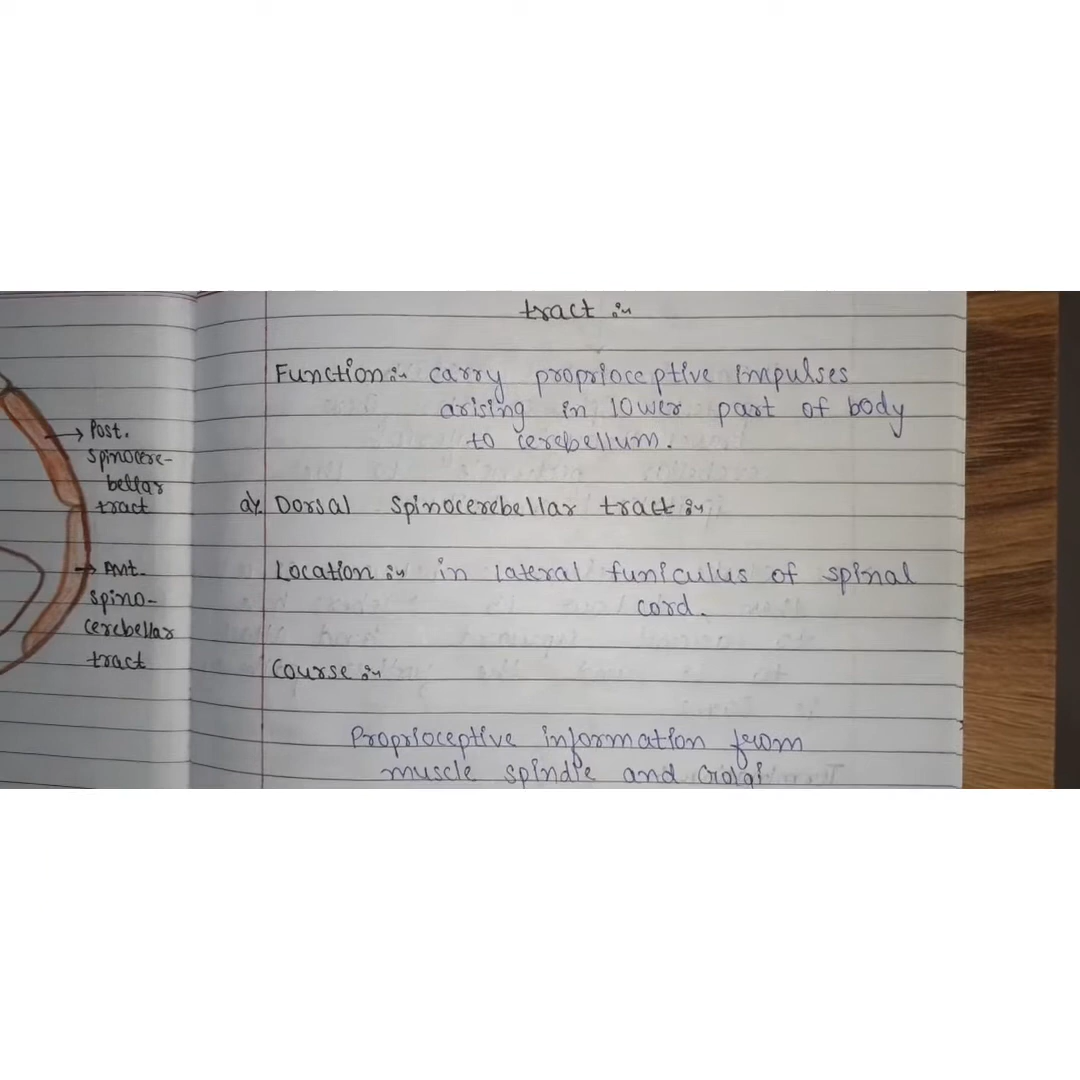 Post.
Spinocere-
bellar
tract
Ant.
Spino-
cerebellar
tract
tract :-
Function:- carry proprioceptive impulses
arising in lower part of body
to cerebellum.
a) Dorsal Spinocerebellar tract:-
Location :- in lateral funiculus of spinal
cord.
Course :-
Proprioceptive information from
muscle spindle and Golgi